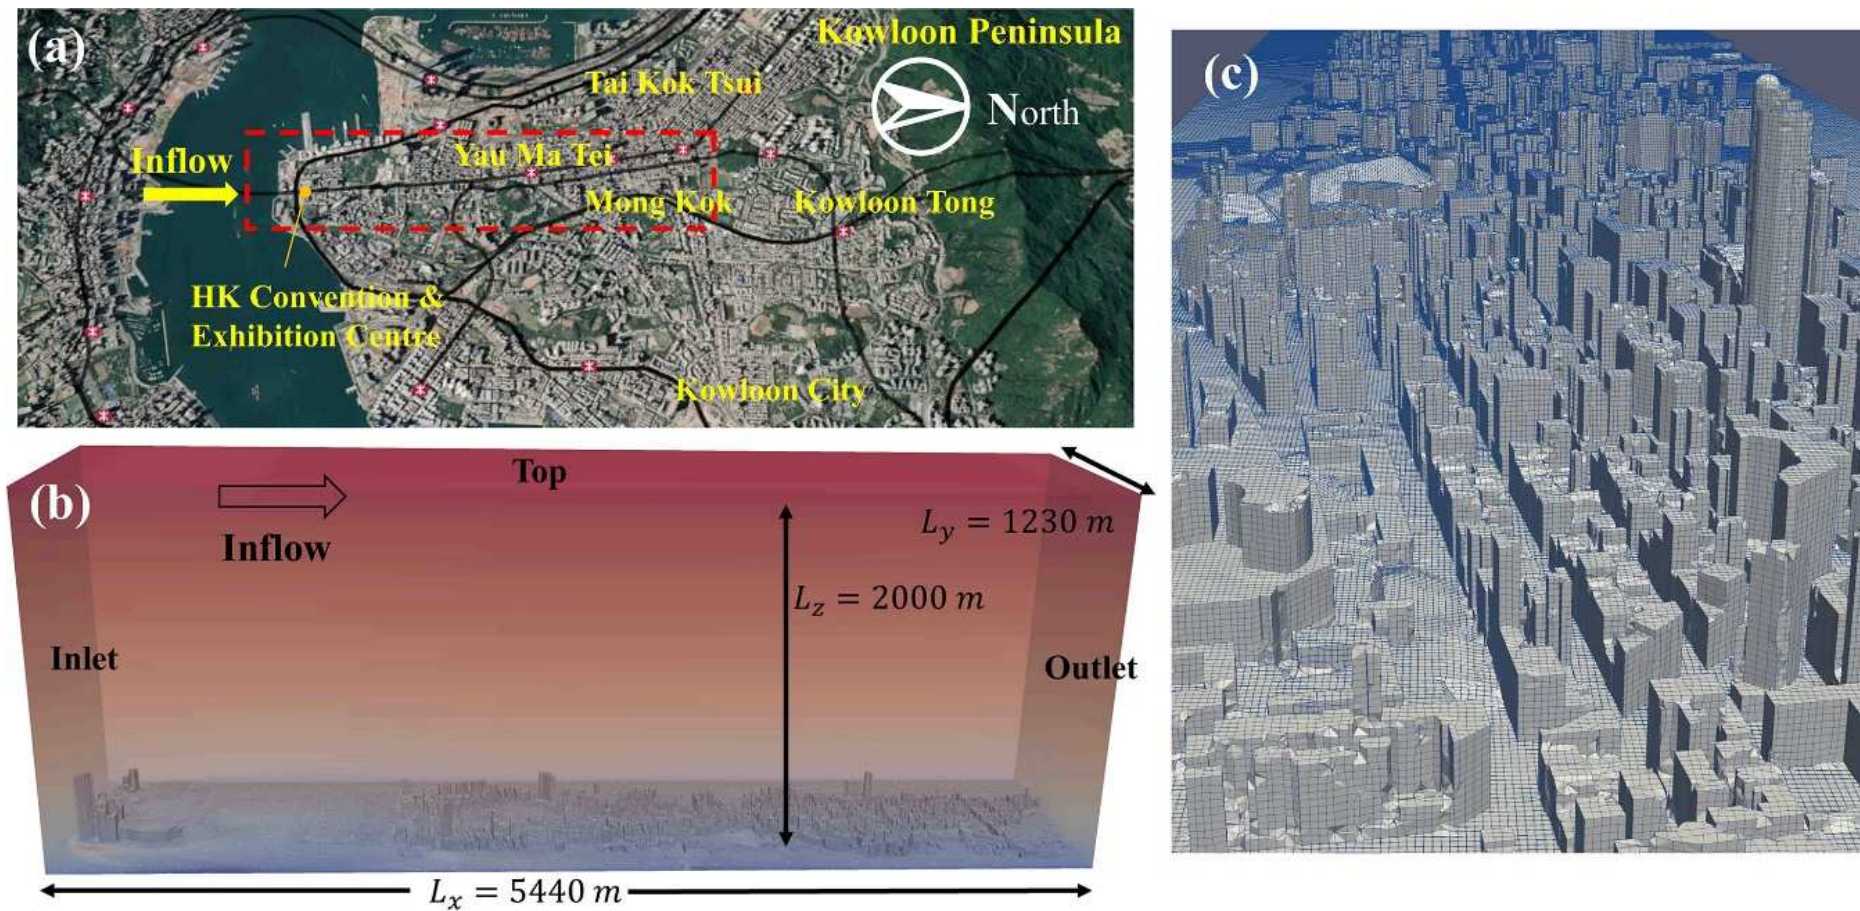 (a)
Kowloon Peninsula
Tai Kok Tsui
North
Inflow
Yau Ma Tei
Mong Kok
Kowloon Tong
HK Convention &
Exhibition Centre
Kowloon City
(b)
Top
Inflow
L_y = 1230 m
L_z = 2000 m
Inlet
Outlet
L_x = 5440 m
(c)